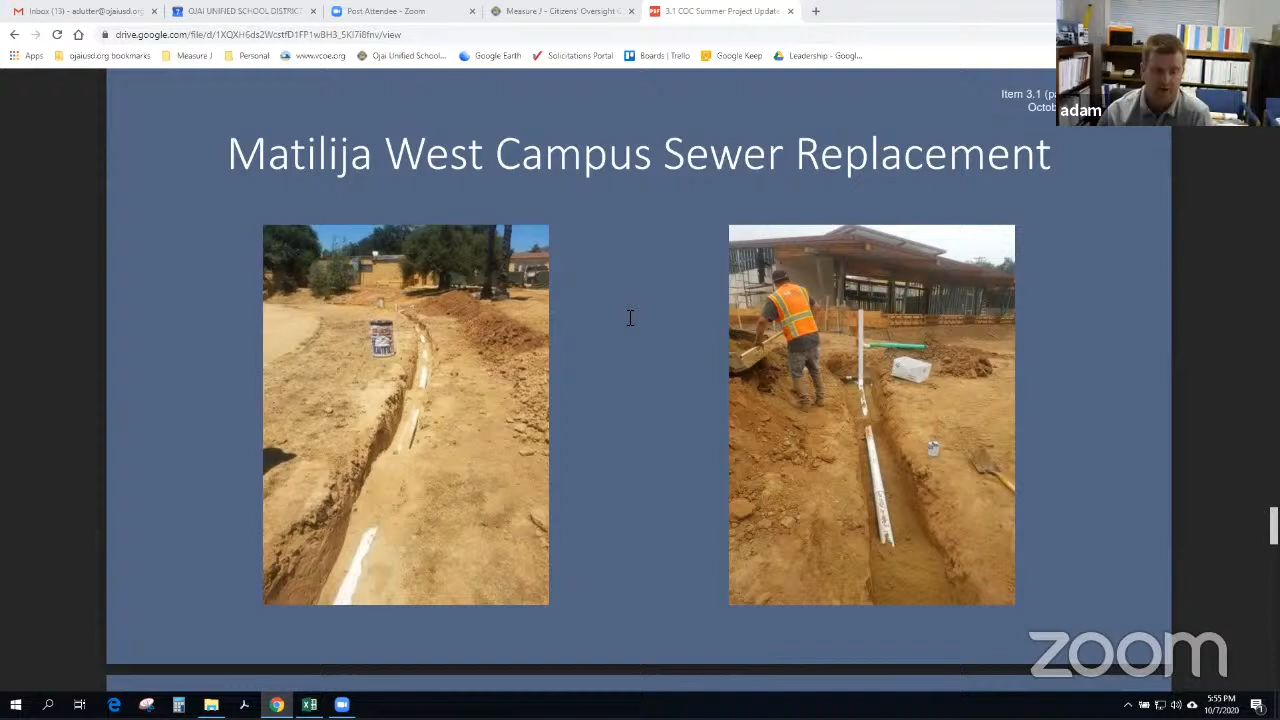 Inbox (13) - adutter@ojaiusd.org
OJAI UNIFIED SCHOOL DISTRICT
Post Attendee - Zoom
Measure J - Citizens' Oversight C
3.1 COC Summer Project Update
drive.google.com/file/d/1XQXH6ds2WcstfD1FP1wBH3_5Kl7i8fnv/view
Apps
ojaiusd.org bookmarks
Measure J
Personal
www.vcoe.org
Ojai Unified School...
Google Earth
Solicitations Portal
Boards | Trello
Google Keep
Leadership - Googl...
Item 3.1
Octob
adam
Matilija West Campus Sewer Replacement
zoom
5:55 PM
10/7/2020